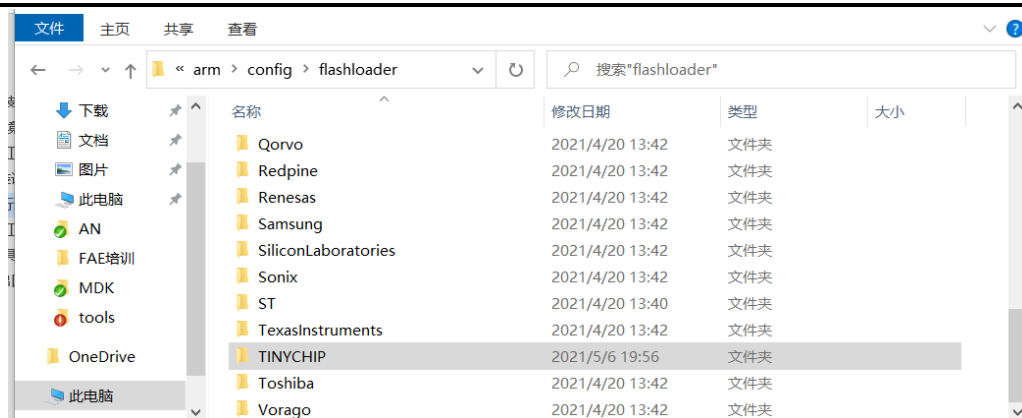 文件 主页 共享 查看
« arm > config > flashloader 搜索"flashloader"
下载
文档
图片
此电脑
AN
FAE培训
MDK
tools
OneDrive
此电脑
名称 修改日期 类型 大小
Qorvo 2021/4/20 13:42 文件夹
Redpine 2021/4/20 13:42 文件夹
Renesas 2021/4/20 13:42 文件夹
Samsung 2021/4/20 13:42 文件夹
SiliconLaboratories 2021/4/20 13:42 文件夹
Sonix 2021/4/20 13:42 文件夹
ST 2021/4/20 13:40 文件夹
TexasInstruments 2021/4/20 13:42 文件夹
TINYCHIP 2021/5/6 19:56 文件夹
Toshiba 2021/4/20 13:42 文件夹
Vorago 2021/4/20 13:42 文件夹